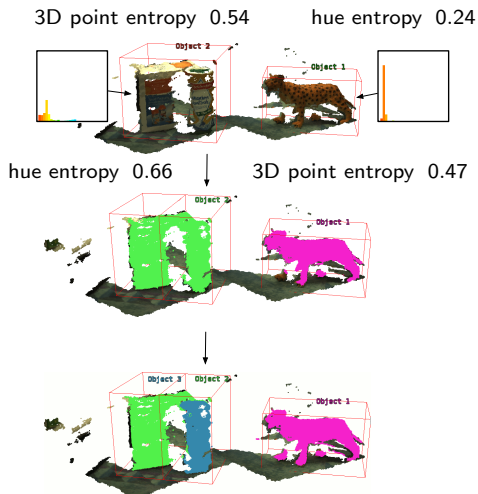 3D point entropy 0.54 hue entropy 0.24
Object 2
Object 1
hue entropy 0.66 3D point entropy 0.47
Object 2
Object 1
Object 3 Object 2
Object 1